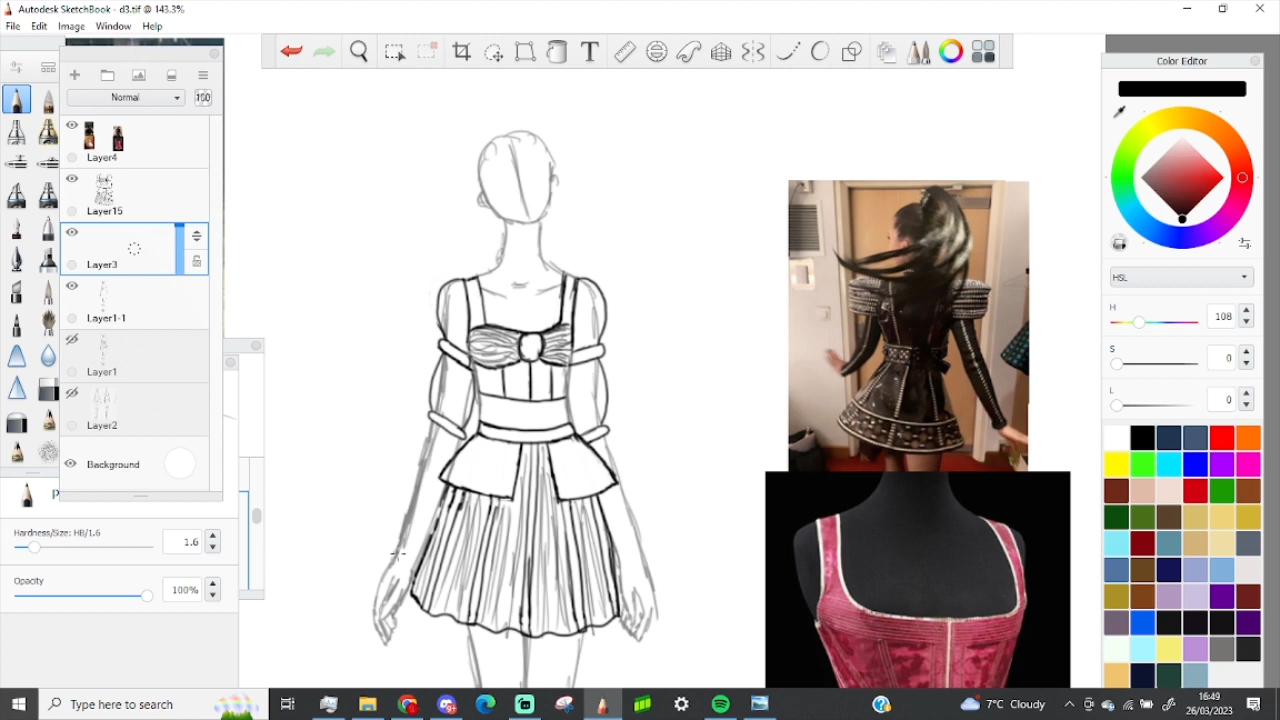 Autodesk SketchBook - d3.tif @ 143.3%
File Edit Image Window Help
T
Color Editor
Normal
100
Layer4
Layer15
Layer3
Layer1-1
Layer1
Layer2
Background
HSL
H
108
S
0
L
0
Hardness/Size: HB/1.6
1.6
Opacity
100%
Type here to search
7°C Cloudy
16:49
26/03/2023